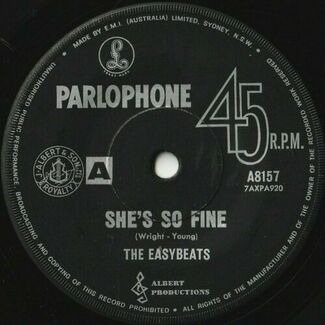 MADE BY E.M.I. (AUSTRALIA) LIMITED, SYDNEY, N.S.W.
UNAUTHORISED PUBLIC PERFORMANCE BROADCASTING AND COPYING OF THIS RECORD PROHIBITED • ALL RIGHTS OF THE MANUFACTURER AND OF THE OWNER OF THE RECORDED WORK RESERVED
£
PARLOPHONE
45
R.P.M.
J. ALBERT & SON
ROYALTY
A
A8157
7AXPA920
SHE'S SO FINE
(Wright - Young)
THE EASYBEATS
ALBERT
PRODUCTIONS